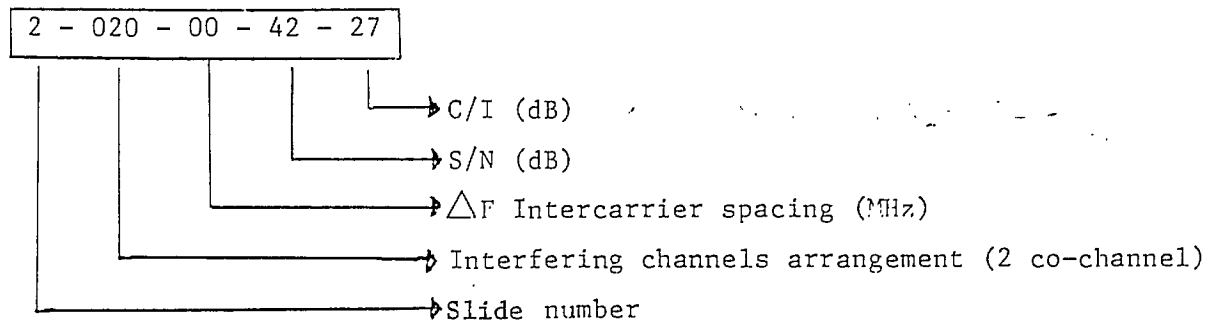 2 - 020 - 00 - 42 - 27
C/I (dB)
S/N (dB)
△F Intercarrier spacing (MHz)
Interfering channels arrangement (2 co-channel)
Slide number